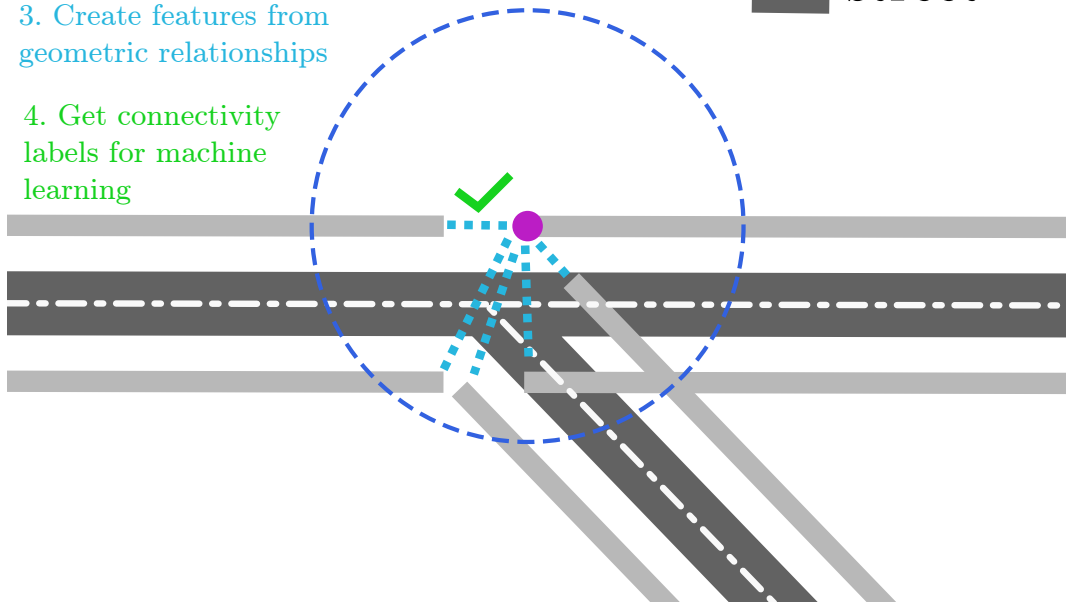 3. Create features from
geometric relationships
4. Get connectivity
labels for machine
learning